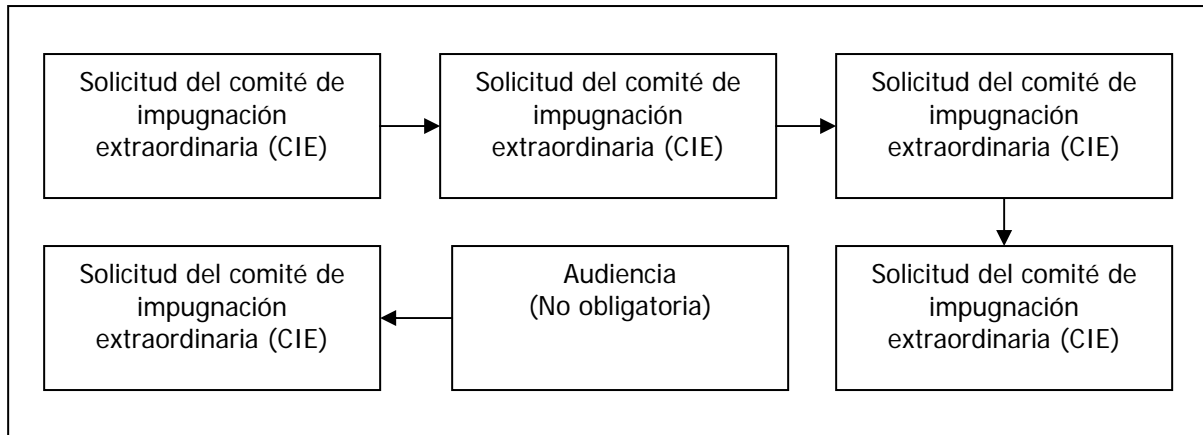 Solicitud del comité de
impugnación
extraordinaria (CIE)
Solicitud del comité de
impugnación
extraordinaria (CIE)
Solicitud del comité de
impugnación
extraordinaria (CIE)
Solicitud del comité de
impugnación
extraordinaria (CIE)
Audiencia
(No obligatoria)
Solicitud del comité de
impugnación
extraordinaria (CIE)